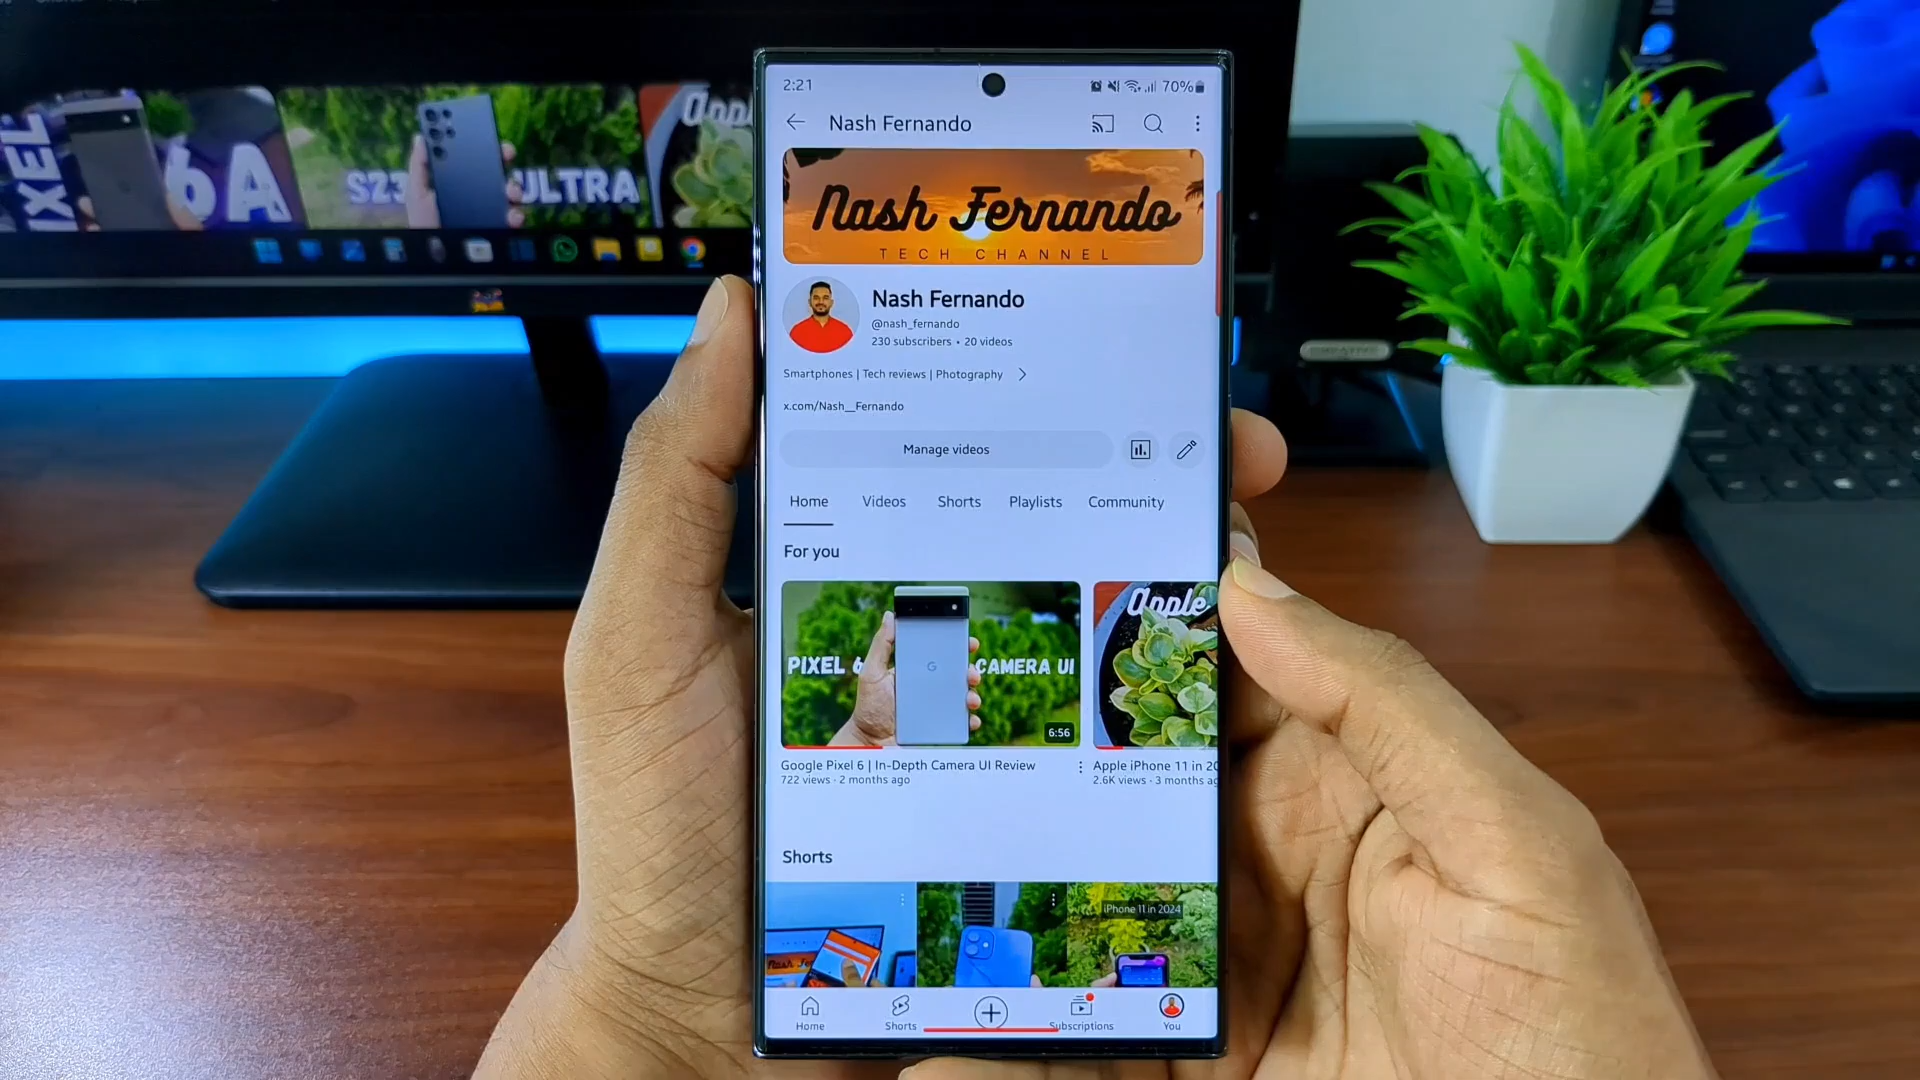 PIXEL
6A
S23
ULTRA
Appl
2:21
70%
Nash Fernando
Nash Fernando
TECH CHANNEL
Nash Fernando
@nash_fernando
230 subscribers • 20 videos
Smartphones | Tech reviews | Photography
x.com/Nash__Fernando
Manage videos
Home Videos Shorts Playlists Community
For you
PIXEL 6 CAMERA UI
6:56
Apple
Google Pixel 6 | In-Depth Camera UI Review
722 views · 2 months ago
Apple iPhone 11 in 20
2.6K views · 3 months ag
Shorts
iPhone 11 in 2024
Nash Fer
Home Shorts Subscriptions You